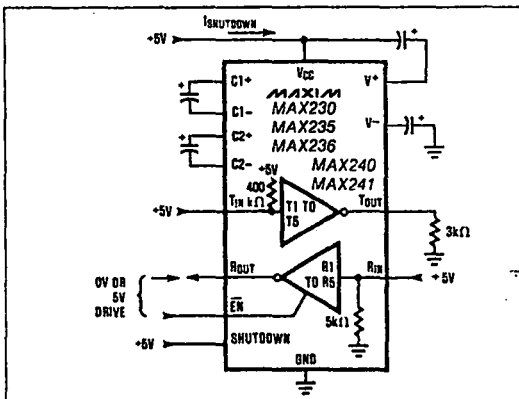 ISHUTDOWN
+5V
VCC
C1+
C1-
C2+
C2-
V+
V-
MAXIM
MAX230
MAX235
MAX236
MAX240
MAX241
+5V
400
kΩ
+5V
TIN
T1 TO
T5
TOUT
3kΩ
ROUT
R1
TO R5
RIN
+5V
0V OR
5V
DRIVE
EN
5kΩ
+5V
SHUTDOWN
GND